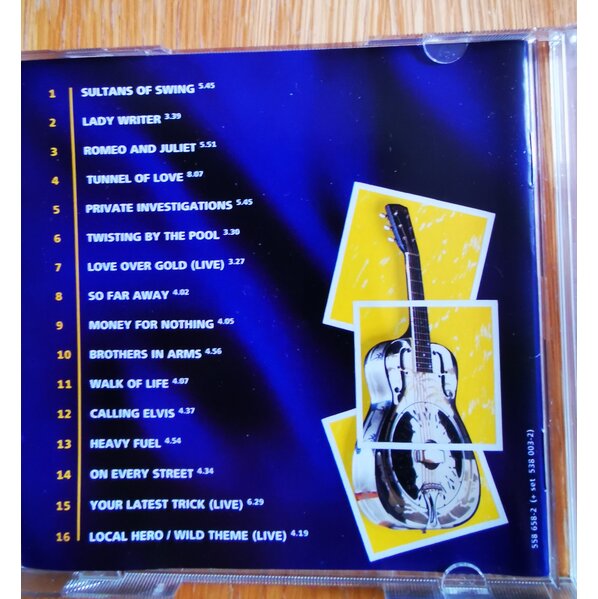 1 SULTANS OF SWING 5.45
2 LADY WRITER 3.39
3 ROMEO AND JULIET 5.51
4 TUNNEL OF LOVE 8.07
5 PRIVATE INVESTIGATIONS 5.45
6 TWISTING BY THE POOL 3.30
7 LOVE OVER GOLD (LIVE) 3.27
8 SO FAR AWAY 4.02
9 MONEY FOR NOTHING 4.05
10 BROTHERS IN ARMS 4.56
11 WALK OF LIFE 4.07
12 CALLING ELVIS 4.37
13 HEAVY FUEL 4.54
14 ON EVERY STREET 4.34
15 YOUR LATEST TRICK (LIVE) 6.29
16 LOCAL HERO / WILD THEME (LIVE) 4.19
558 658-2 (+ set 538 003-2)